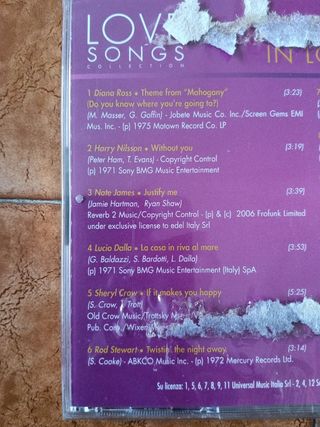 LOVE
SONGS
COLLECTION
IN LO
1 Diana Ross • Theme from "Mahogany" (3:23)
(Do you know where you're going to?)
(M. Masser, G. Goffin) - Jobete Music Co. Inc./Screen Gems EMI
Mus. Inc. - (p) 1975 Motown Record Co. LP
2 Harry Nilsson • Without you (3:19)
(Peter Ham, T. Evans) - Copyright Control
(p) 1971 Sony BMG Music Entertainment
3 Nate James • Justify me (3:39)
(Jamie Hartman, Ryan Shaw)
Reverb 2 Music/Copyright Control - (p) & (c) 2006 Frofunk Limited
under exclusive license to edel Italy Srl
4 Lucio Dalla • La casa in riva al mare (3:53)
(G. Baldazzi, S. Bardotti, L. Dalla)
(p) 1971 Sony BMG Music Entertainment (Italy) SpA
5 Sheryl Crow • If it makes you happy (5:25)
(S. Crow, J. Trott)
Old Crow Music/Trottsky
Pub. Com./Wixen
6 Rod Stewart • Twistin' the night away (3:14)
(S. Cooke) - ABKCO Music Inc. - (p) 1972 Mercury Records Ltd.
Su licenza: 1, 5, 6, 7, 8, 9, 11 Universal Music Italia Srl - 2, 4, 12 So